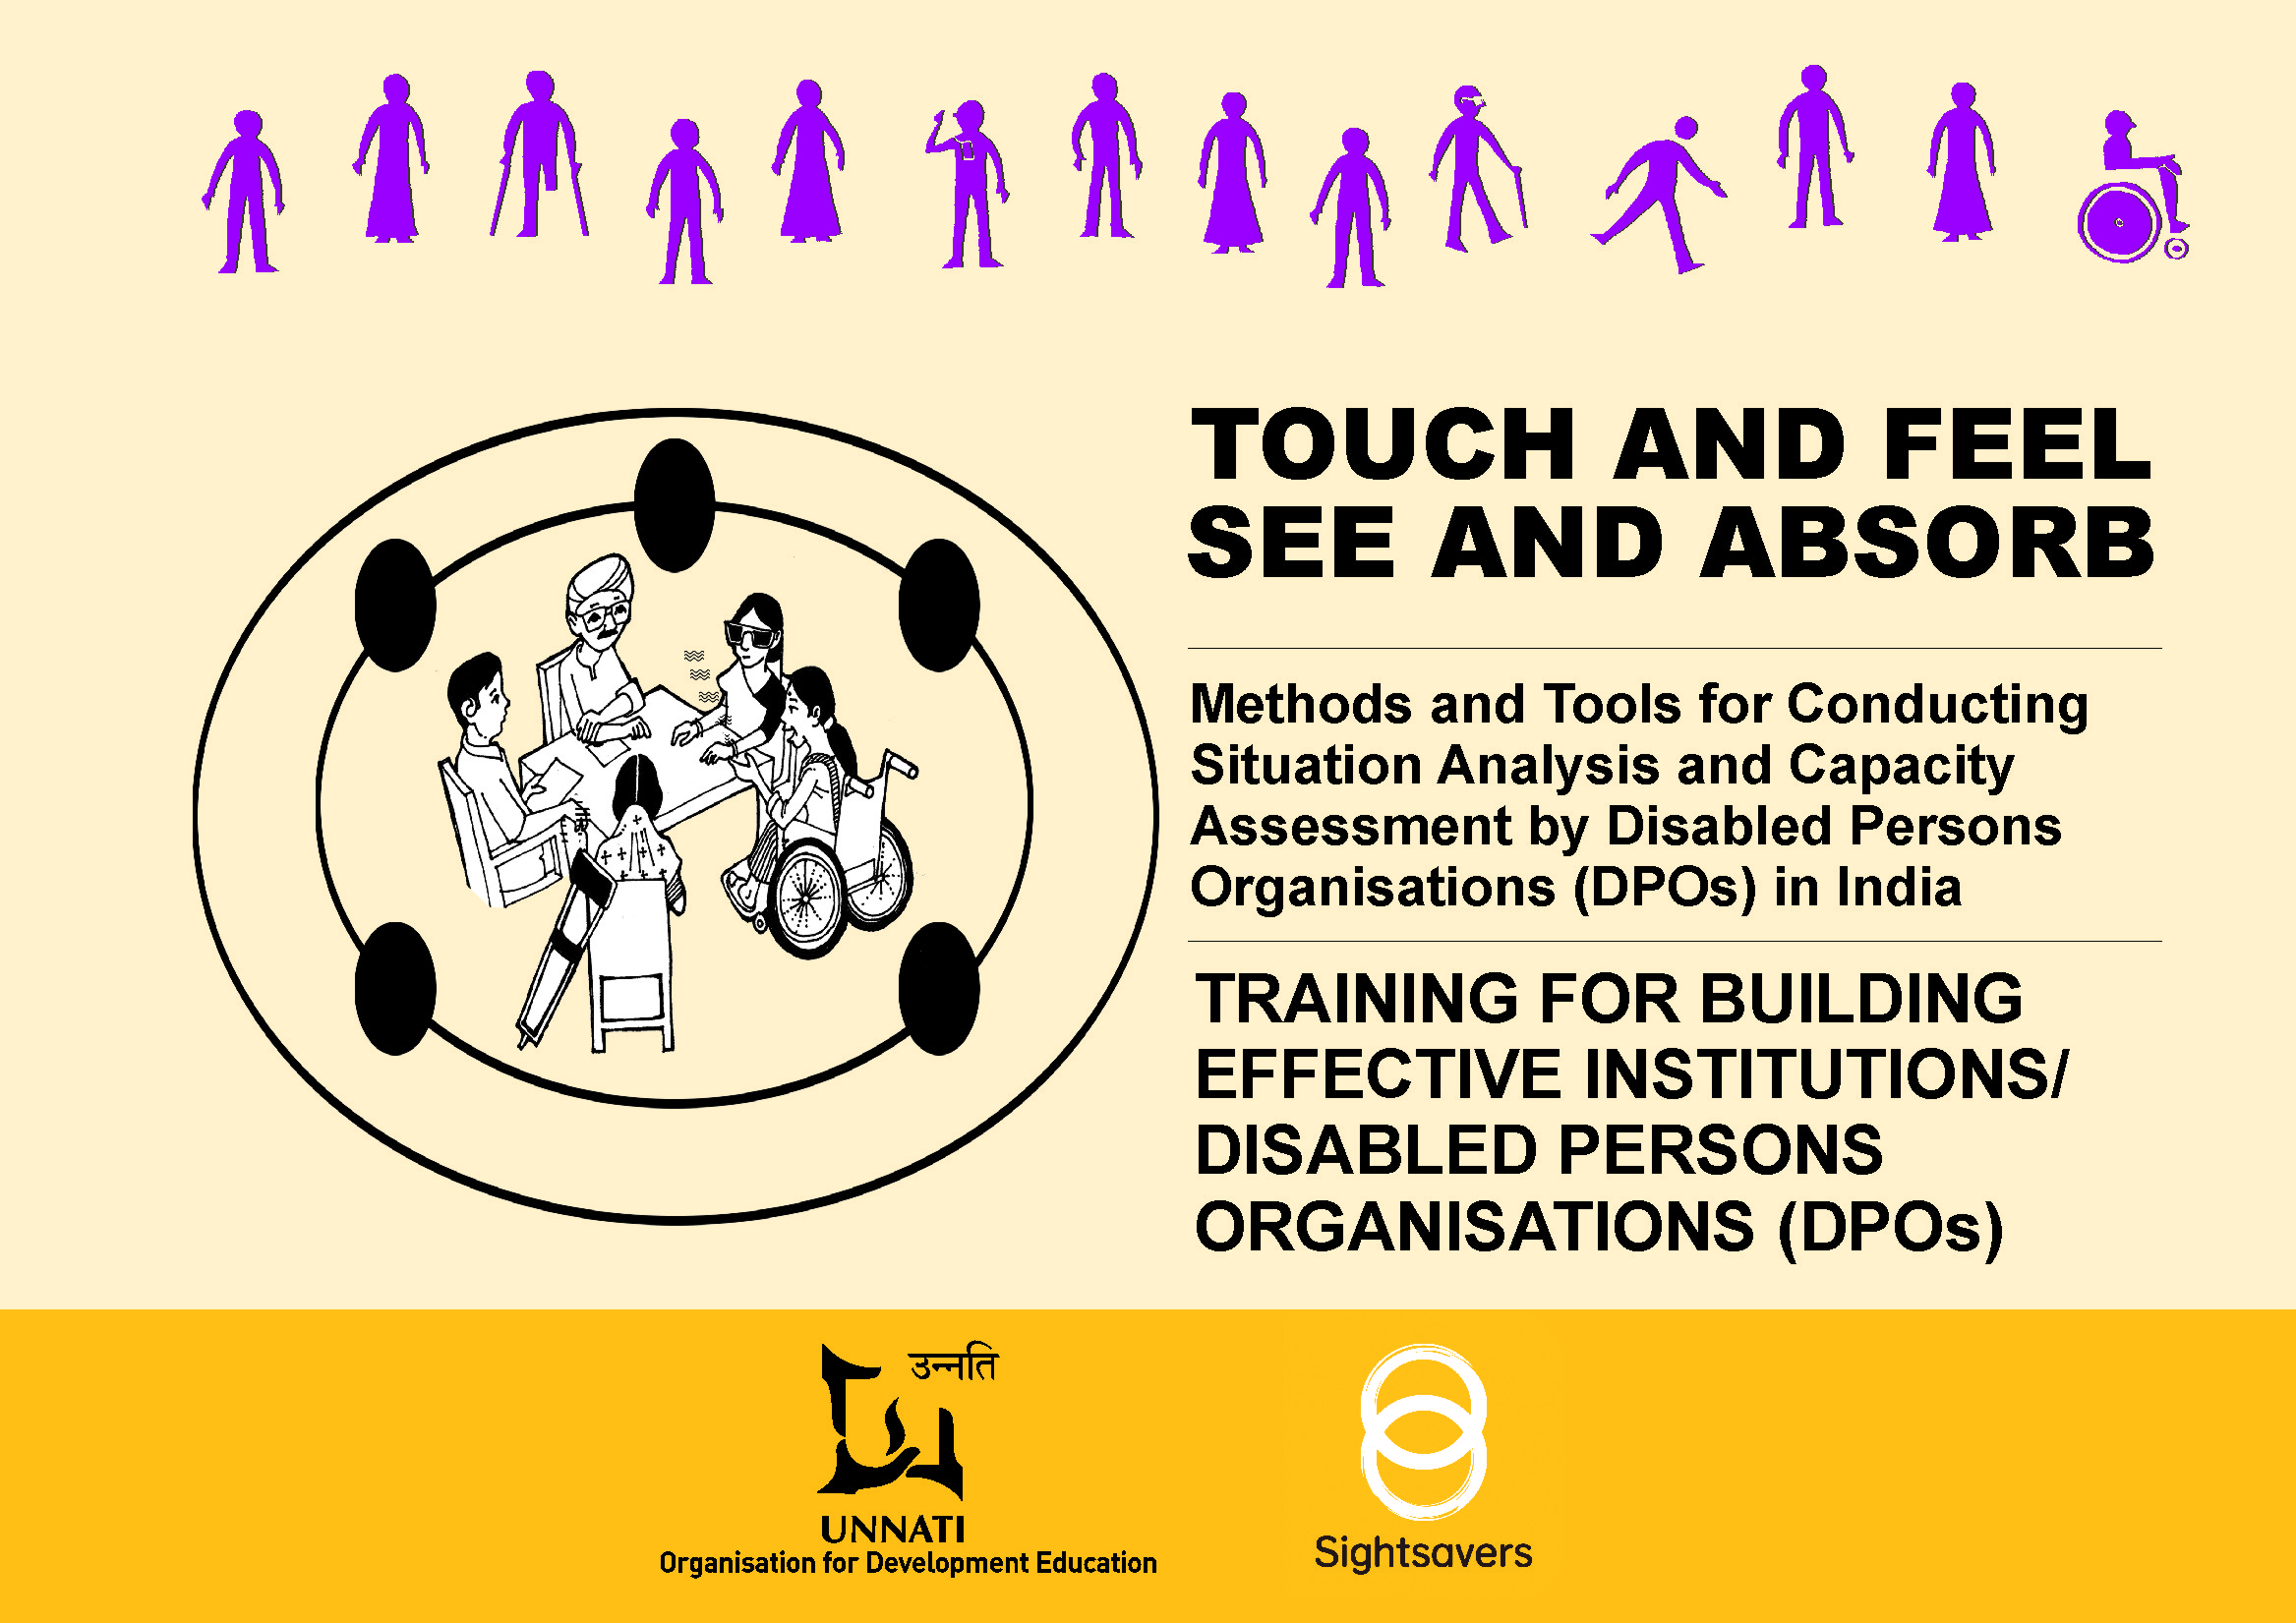 TOUCH AND FEEL
SEE AND ABSORB
Methods and Tools for Conducting
Situation Analysis and Capacity
Assessment by Disabled Persons
Organisations (DPOs) in India
TRAINING FOR BUILDING
EFFECTIVE INSTITUTIONS/
DISABLED PERSONS
ORGANISATIONS (DPOs)
उन्नति
UNNATI
Organisation for Development Education
Sightsavers